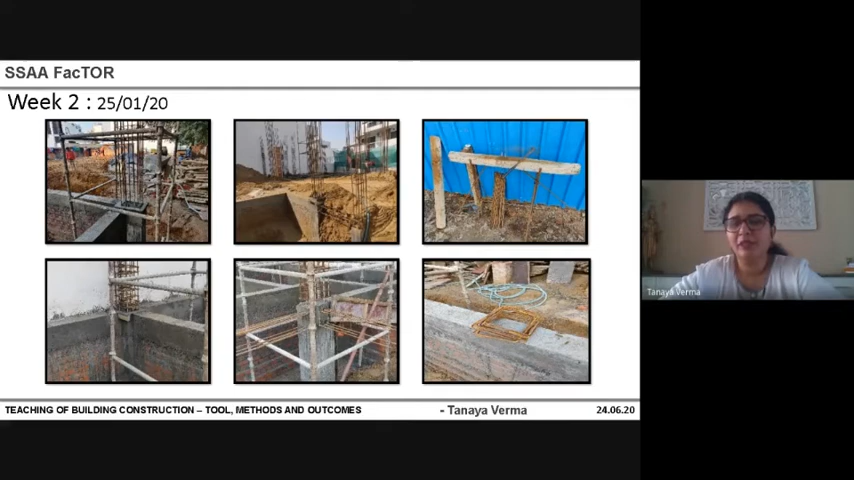 SSAA FacTOR
Week 2 : 25/01/20
Tanaya Verma
TEACHING OF BUILDING CONSTRUCTION – TOOL, METHODS AND OUTCOMES
- Tanaya Verma
24.06.20